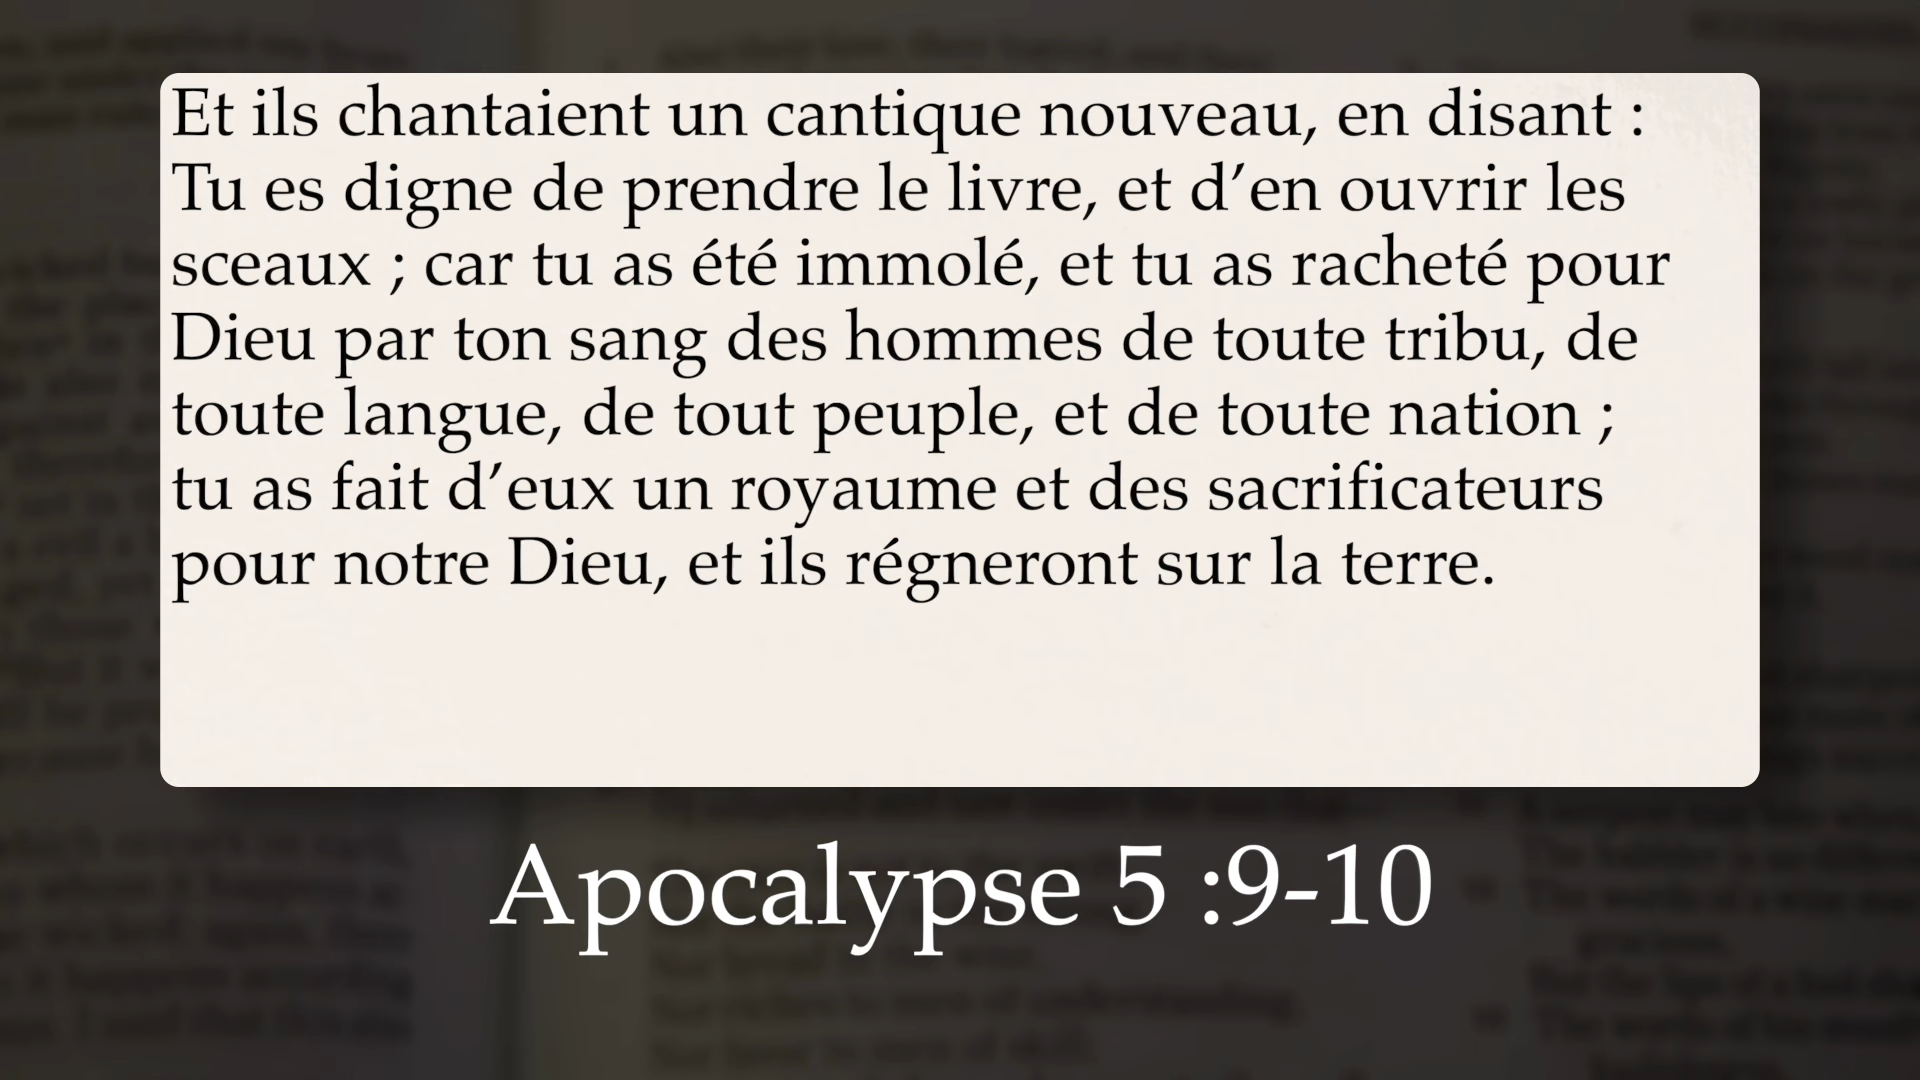 Et ils chantaient un cantique nouveau, en disant :
Tu es digne de prendre le livre, et d’en ouvrir les
sceaux ; car tu as été immolé, et tu as racheté pour
Dieu par ton sang des hommes de toute tribu, de
toute langue, de tout peuple, et de toute nation ;
tu as fait d’eux un royaume et des sacrificateurs
pour notre Dieu, et ils régneront sur la terre.
Apocalypse 5 :9-10